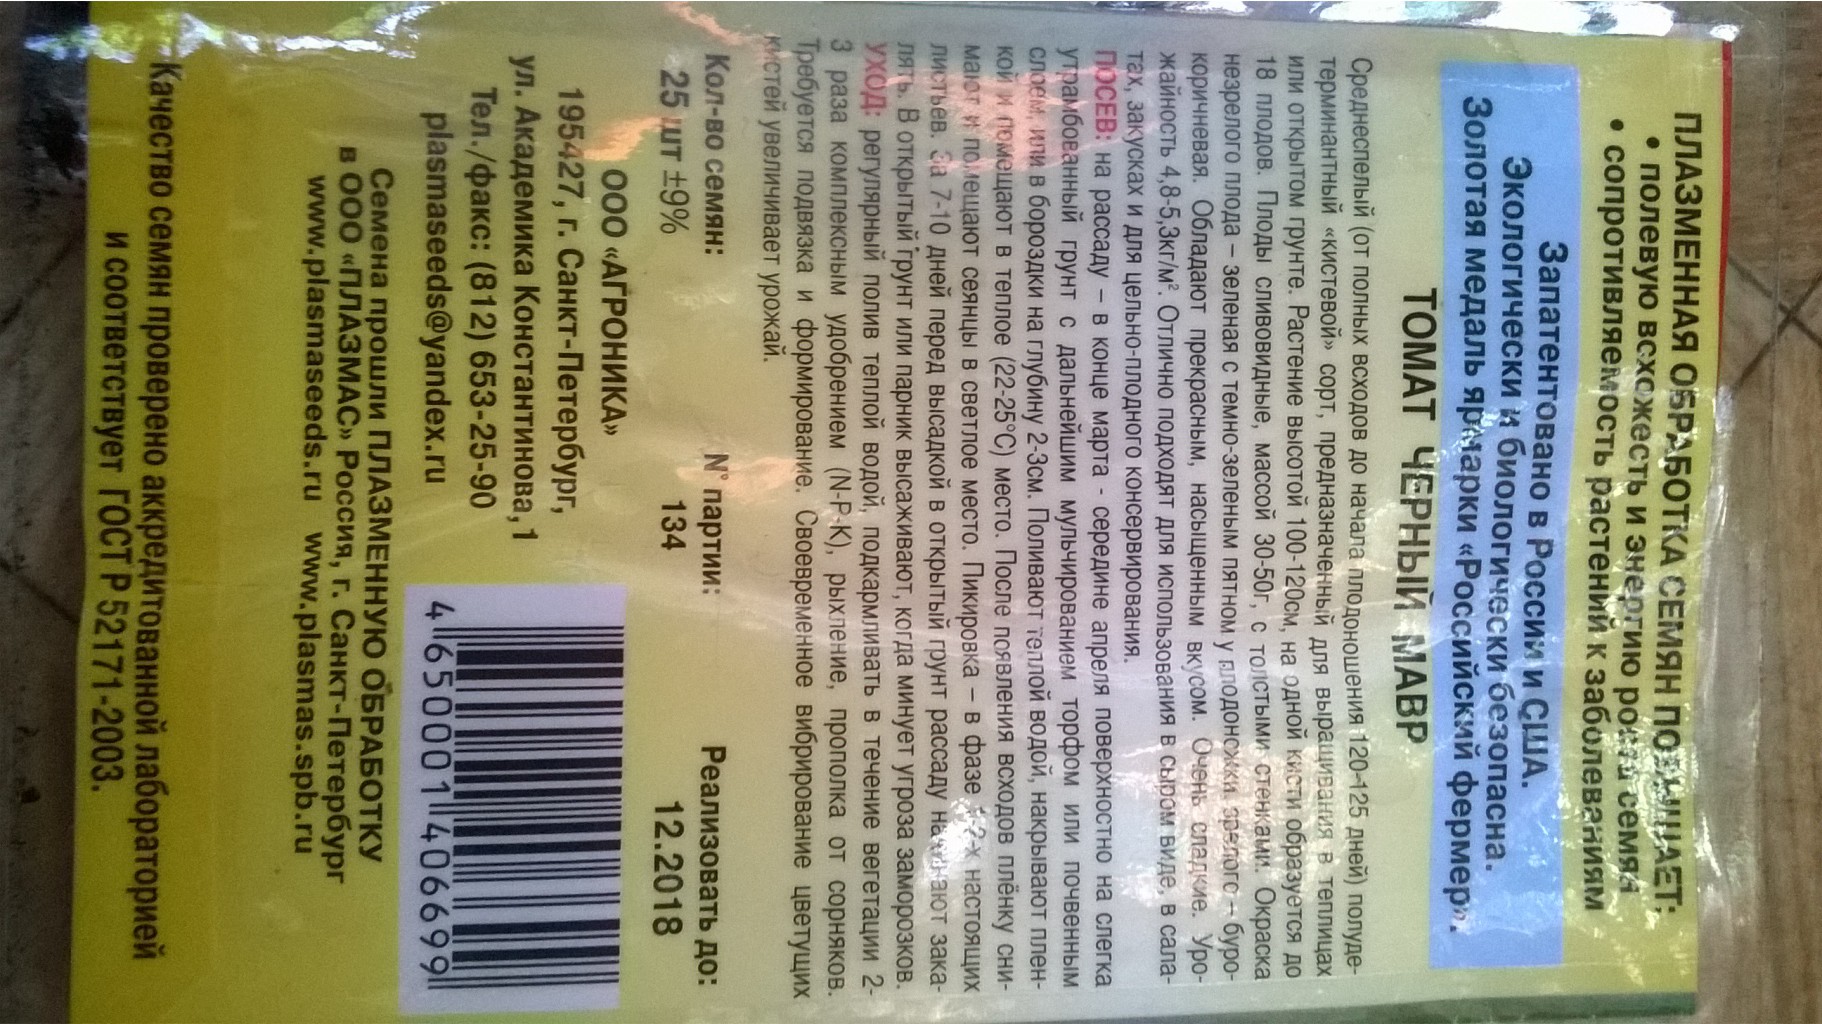 ПЛАЗМЕННАЯ ОБРАБОТКА СЕМЯН ПОВЫШАЕТ:
• полевую всхожесть и энергию роста семян
• сопротивляемость растений к заболеваниям
Запатентовано в России и США.
Экологически и биологически безопасна.
Золотая медаль ярмарки «Российский фермер».
ТОМАТ ЧЕРНЫЙ МАВР
Среднеспелый (от полных всходов до начала плодоношения 120-125 дней) полуде-
терминантный «кистевой» сорт, предназначенный для выращивания в теплицах
или открытом грунте. Растение высотой 100-120см, на одной кисти образуется до
18 плодов. Плоды сливовидные, массой 30-50г, с толстыми стенками. Окраска
незрелого плода – зеленая с темно-зеленым пятном у плодоножки, зрелого – буро-
коричневая. Обладают прекрасным, насыщенным вкусом. Очень сладкие. Уро-
жайность 4,8-5,3кг/м². Отлично подходят для использования в сыром виде, в сала-
тах, закусках и для цельно-плодного консервирования.
ПОСЕВ: на рассаду – в конце марта - середине апреля поверхностно на слегка
утрамбованный грунт с дальнейшим мульчированием торфом или почвенным
слоем, или в бороздки на глубину 2-3см. Поливают теплой водой, накрывают плен-
кой и помещают в теплое (22-25°С) место. После появления всходов плёнку сни-
мают и помещают сеянцы в светлое место. Пикировка – в фазе 1-2-х настоящих
листьев. За 7-10 дней перед высадкой в открытый грунт рассаду начинают зака-
лять. В открытый грунт или парник высаживают, когда минует угроза заморозков.
УХОД: регулярный полив теплой водой, подкармливать в течение вегетации 2-
3 раза комплексным удобрением (N-P-K), рыхление, прополка от сорняков.
Требуется подвязка и формирование. Своевременное вибрирование цветущих
кистей увеличивает урожай.
Кол-во семян: N° партии: Реализовать до:
25 шт ±9% 134 12.2018
ООО «АГРОНИКА»
195427, г. Санкт-Петербург,
ул. Академика Константинова,1
Тел./факс: (812) 653-25-90
plasmaseeds@yandex.ru
4 650001 406699
Семена прошли ПЛАЗМЕННУЮ ОБРАБОТКУ
в ООО «ПЛАЗМАС» Россия, г. Санкт-Петербург
www.plasmaseeds.ru www.plasmas.spb.ru
Качество семян проверено аккредитованной лабораторией
и соответствует ГОСТ Р 52171-2003.